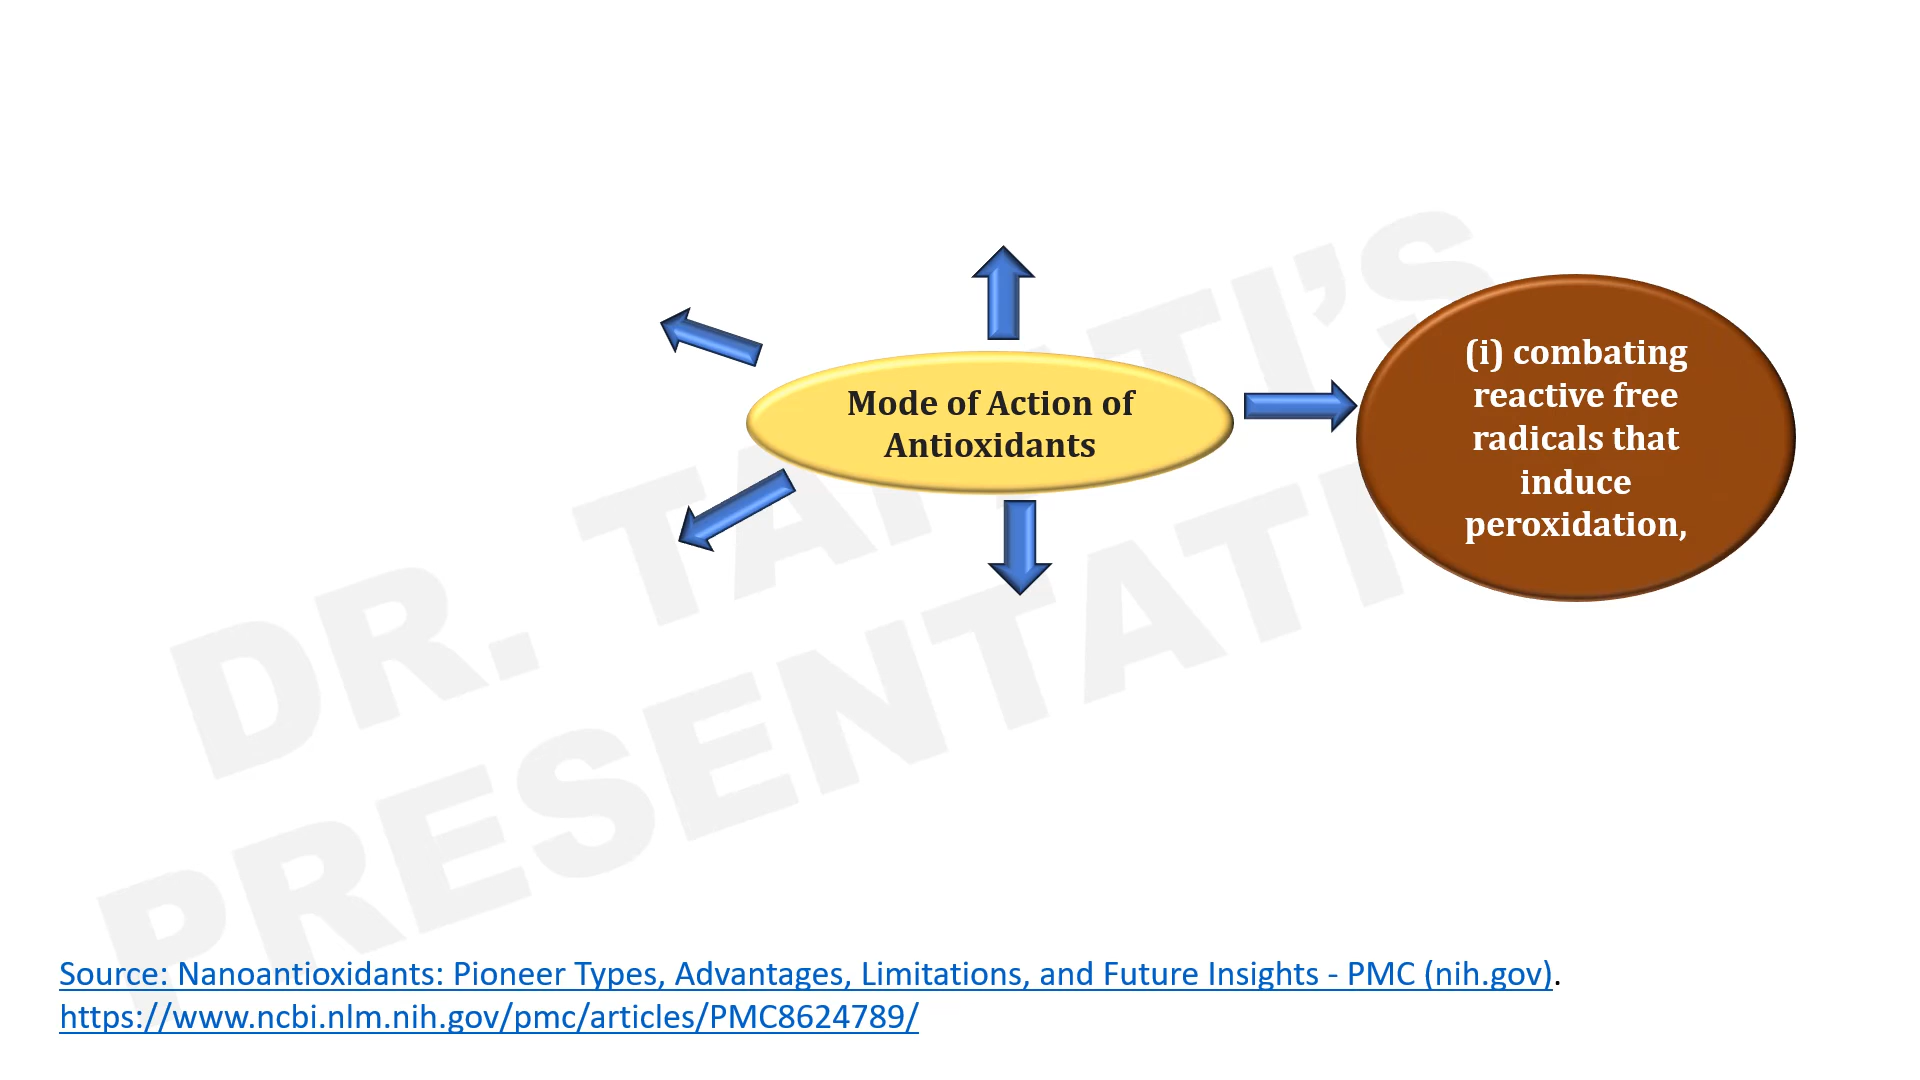 Mode of Action of
Antioxidants
(i) combating
reactive free
radicals that
induce
peroxidation,
Source: Nanoantioxidants: Pioneer Types, Advantages, Limitations, and Future Insights - PMC (nih.gov).
https://www.ncbi.nlm.nih.gov/pmc/articles/PMC8624789/